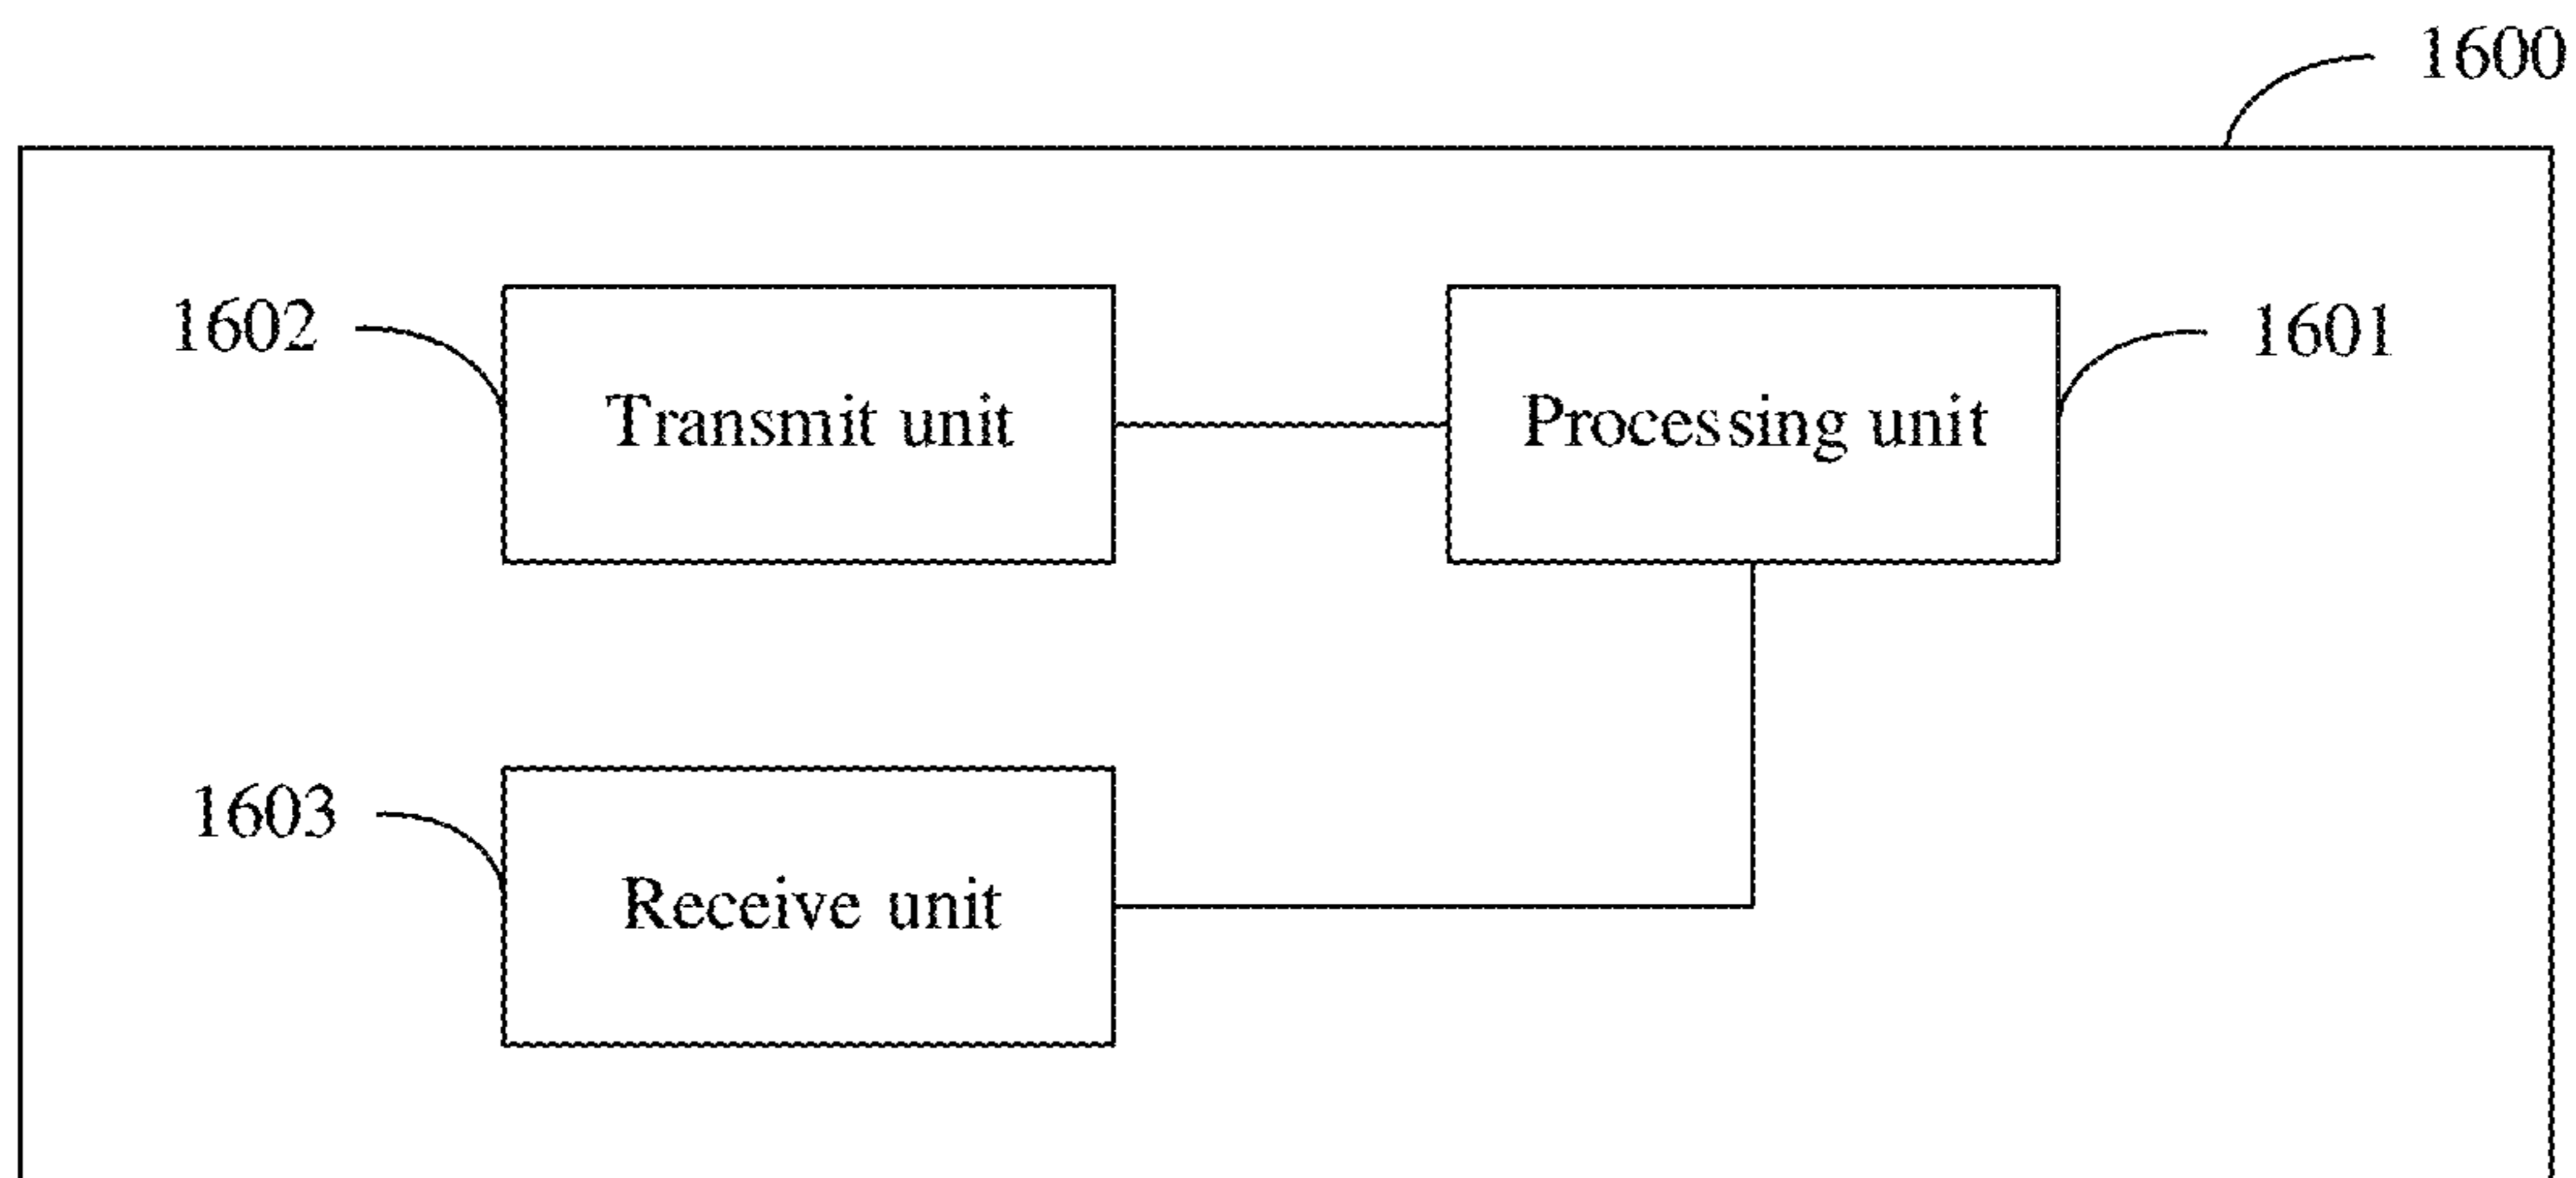 1600
1602
Transmit unit
Processing unit
1601
1603
Receive unit